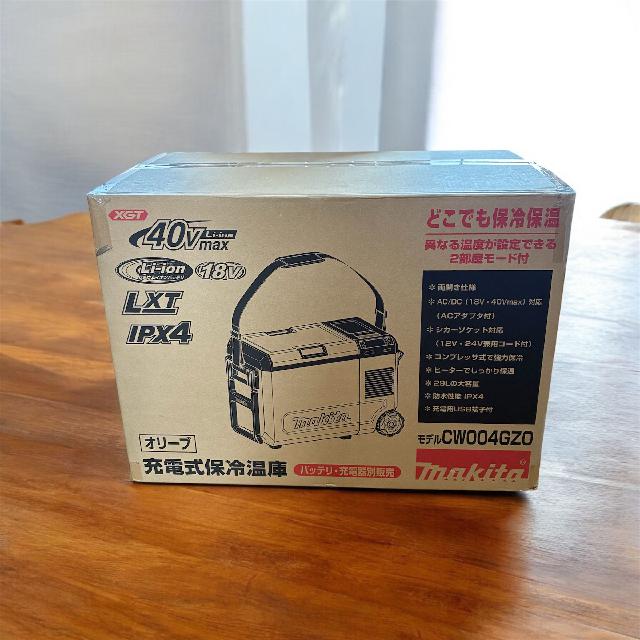 XGT
40Vmax Li-ion
Li-ion 18V
LXT
IPX4
どこでも保冷保温
異なる温度が設定できる
2部屋モード付
＊両開き仕様
＊AC/DC（18V・40Vmax）対応
（ACアダプタ付）
＊シガーソケット対応
（12V・24V兼用コード付）
＊コンプレッサ式で強力保冷
＊ヒーターでしっかり保温
＊29Lの大容量
＊防水性能 IPX4
＊充電用USB端子付
makita
オリーブ
モデルCW004GZO
充電式保冷温庫
バッテリ・充電器別販売
makita®